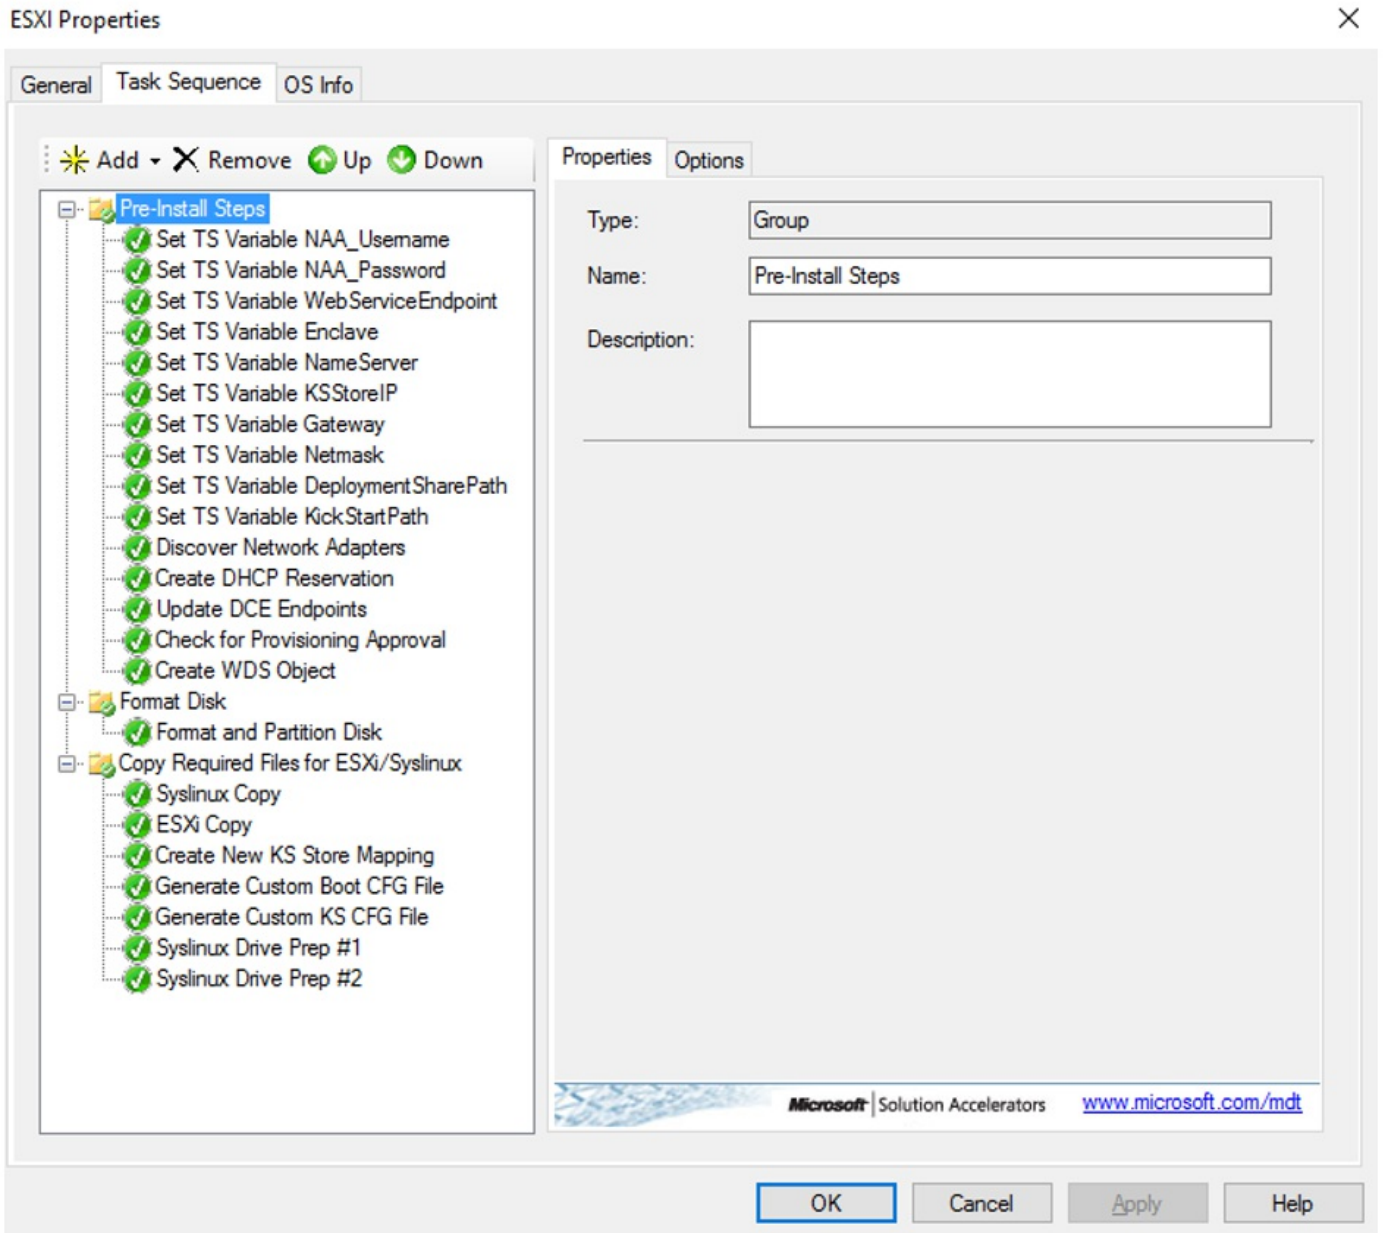 ESXI Properties
General
Task Sequence
OS Info
Add
Remove
Up
Down
Pre-Install Steps
Set TS Variable NAA_Username
Set TS Variable NAA_Password
Set TS Variable WebServiceEndpoint
Set TS Variable Enclave
Set TS Variable NameServer
Set TS Variable KSStoreIP
Set TS Variable Gateway
Set TS Variable Netmask
Set TS Variable DeploymentSharePath
Set TS Variable KickStartPath
Discover Network Adapters
Create DHCP Reservation
Update DCE Endpoints
Check for Provisioning Approval
Create WDS Object
Format Disk
Format and Partition Disk
Copy Required Files for ESXi/Syslinux
Syslinux Copy
ESXi Copy
Create New KS Store Mapping
Generate Custom Boot CFG File
Generate Custom KS CFG File
Syslinux Drive Prep #1
Syslinux Drive Prep #2
Properties
Options
Type:
Group
Name:
Pre-Install Steps
Description:
Microsoft Solution Accelerators
www.microsoft.com/mdt
OK
Cancel
Apply
Help